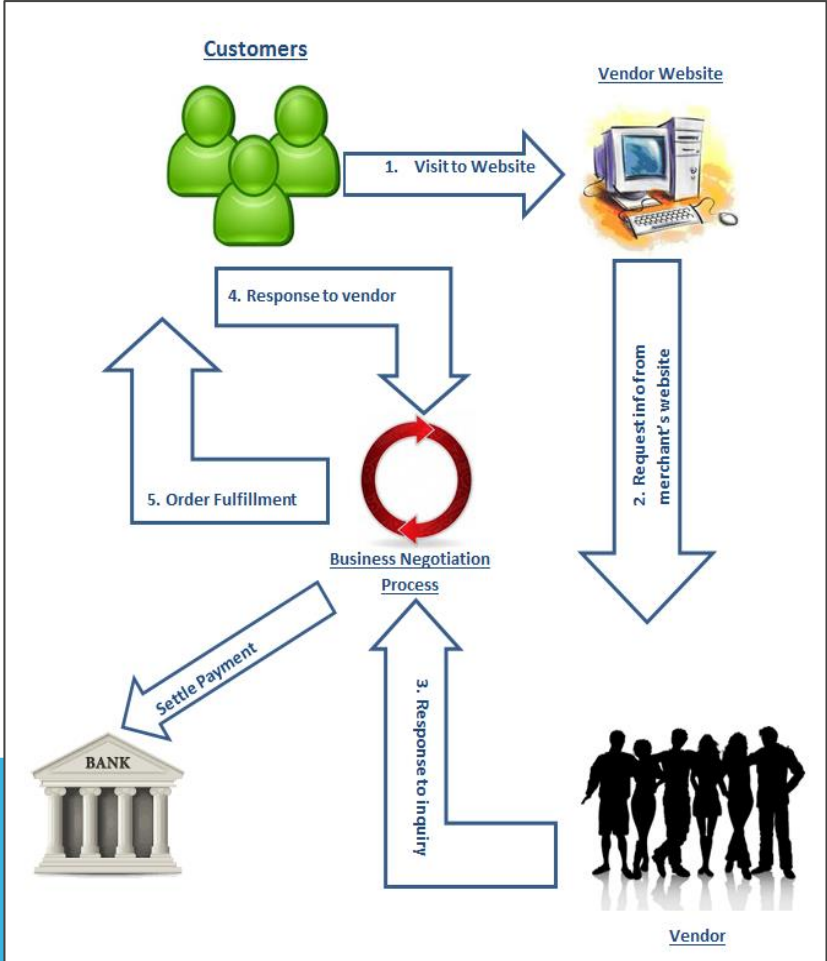 Customers
Vendor Website
1. Visit to Website
4. Response to vendor
2. Request info from
merchant's website
5. Order Fulfillment
Business Negotiation
Process
Settle Payment
3. Response to inquiry
BANK
Vendor